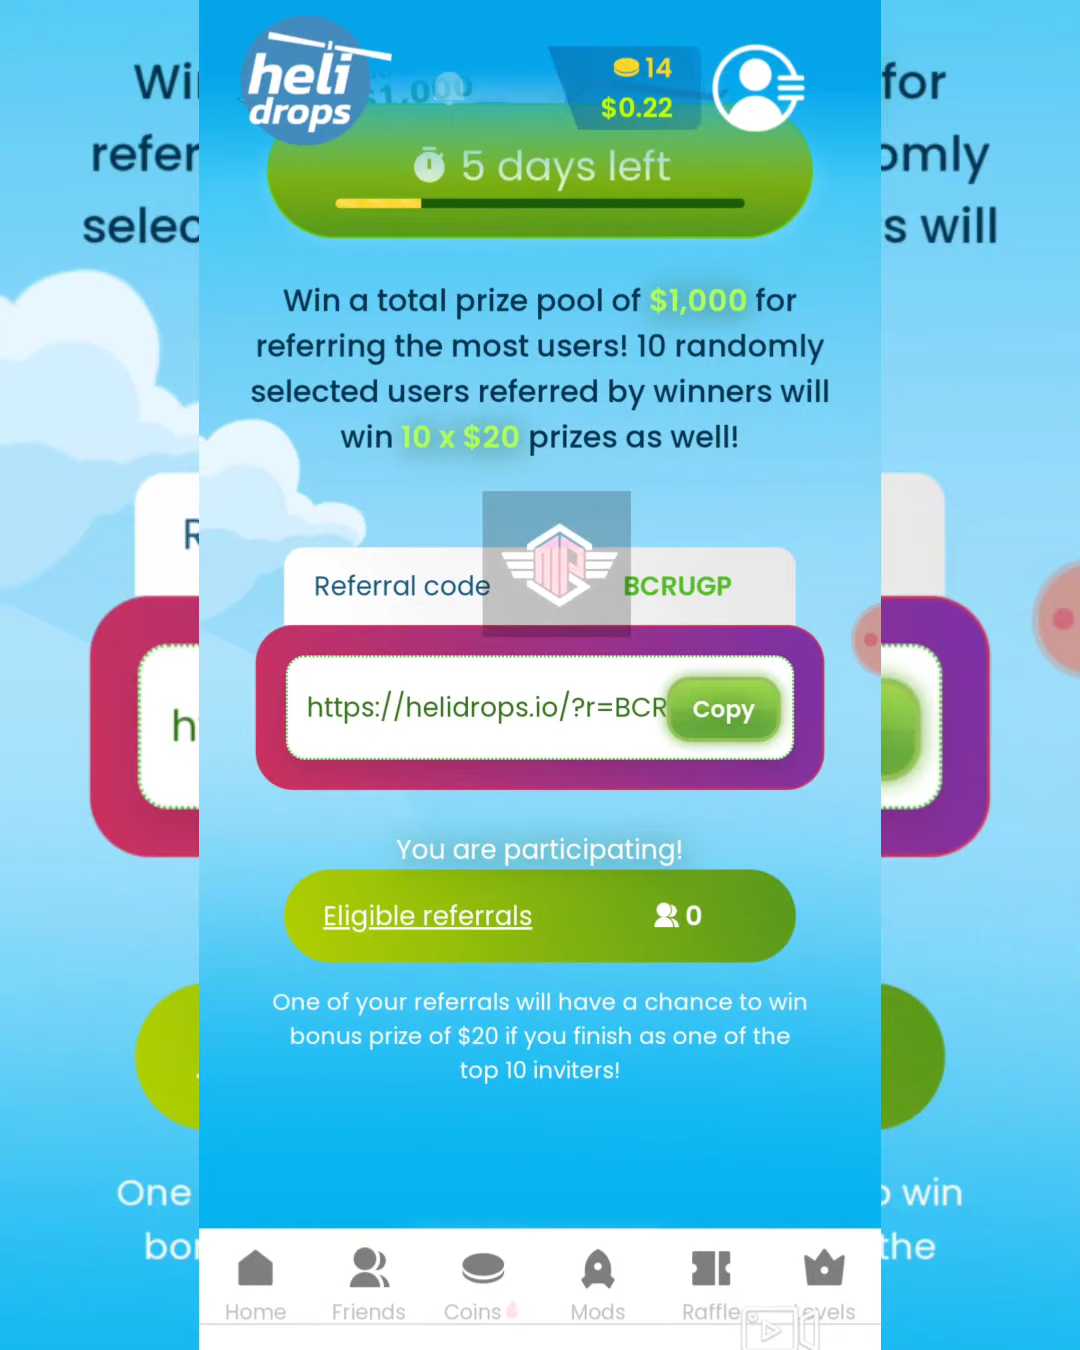 heli
drops
$1,000
14
$0.22
5 days left
Win a total prize pool of $1,000 for
referring the most users! 10 randomly
selected users referred by winners will
win 10 x $20 prizes as well!
Referral code BCRUGP
https://helidrops.io/?r=BCR Copy
You are participating!
Eligible referrals 0
One of your referrals will have a chance to win
bonus prize of $20 if you finish as one of the
top 10 inviters!
Home Friends Coins Mods Raffle